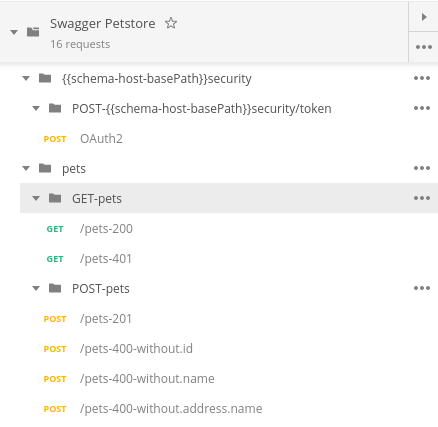 Swagger Petstore
16 requests
{{schema-host-basePath}}security
POST-{{schema-host-basePath}}security/token
POST OAuth2
pets
GET-pets
GET /pets-200
GET /pets-401
POST-pets
POST /pets-201
POST /pets-400-without.id
POST /pets-400-without.name
POST /pets-400-without.address.name